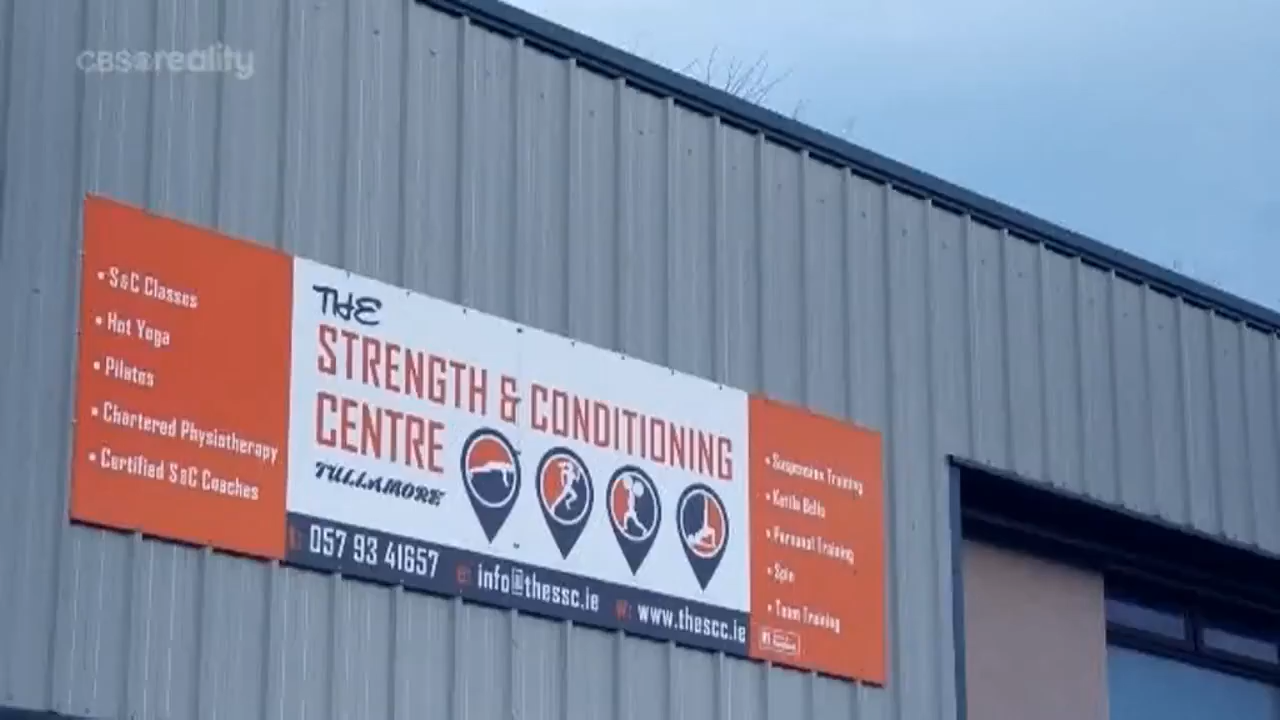 CBS reality
• S&C Classes
• Hot Yoga
• Pilates
• Chartered Physiotherapy
• Certified S&C Coaches
THE
STRENGTH & CONDITIONING
CENTRE
TULLAMORE
057 93 41657 e: info@thessc.ie w: www.thescc.ie
• Suspension Training
• Kettle Bells
• Personal Training
• Spin
• Team Training